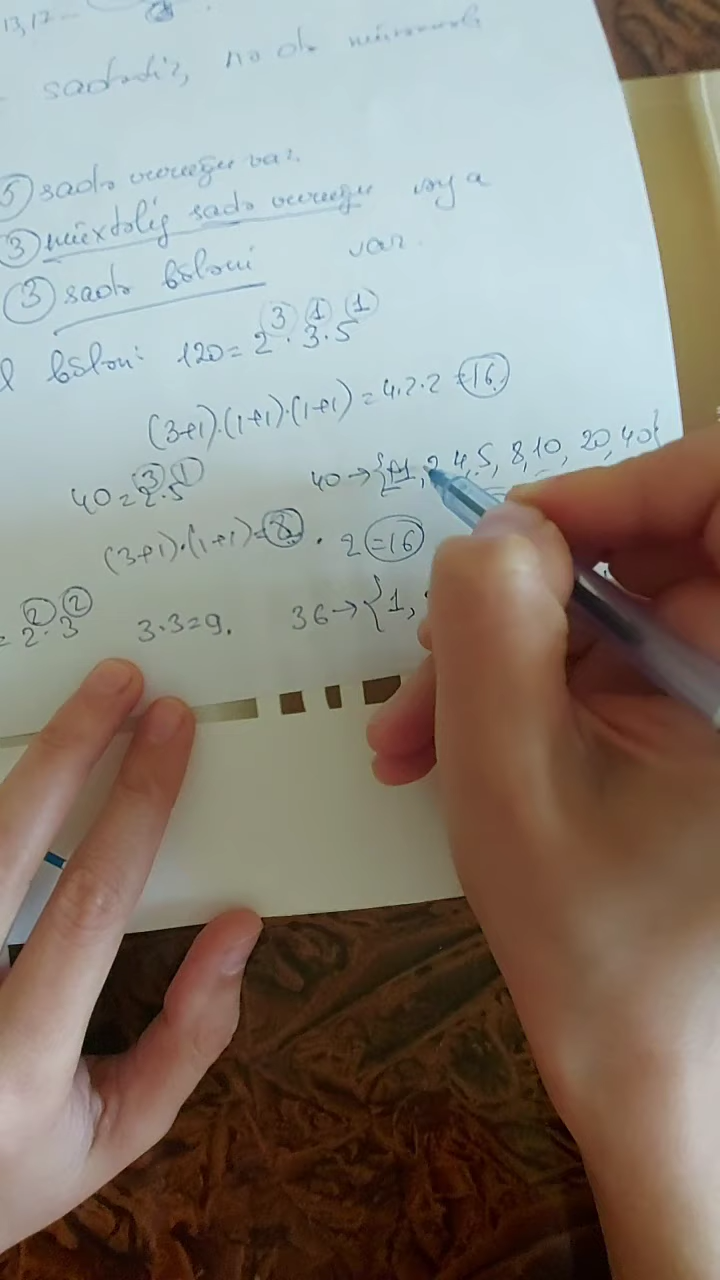 13,17
sadədir, nə də mürəkkəb
5 sadə vuruğu var.
3 müxtəlif sadə vuruğu vəya
3 sadə böləni var.
böləni: 120=2³·3¹·5¹
(3+1)·(1+1)·(1+1)=4·2·2=16
40=2³·5¹ 40→{±1, 2, 4, 5, 8, 10, 20, 40}
(3+1)·(1+1)=8. · 2=16
=2²·3² 3·3=9. 36→{1,